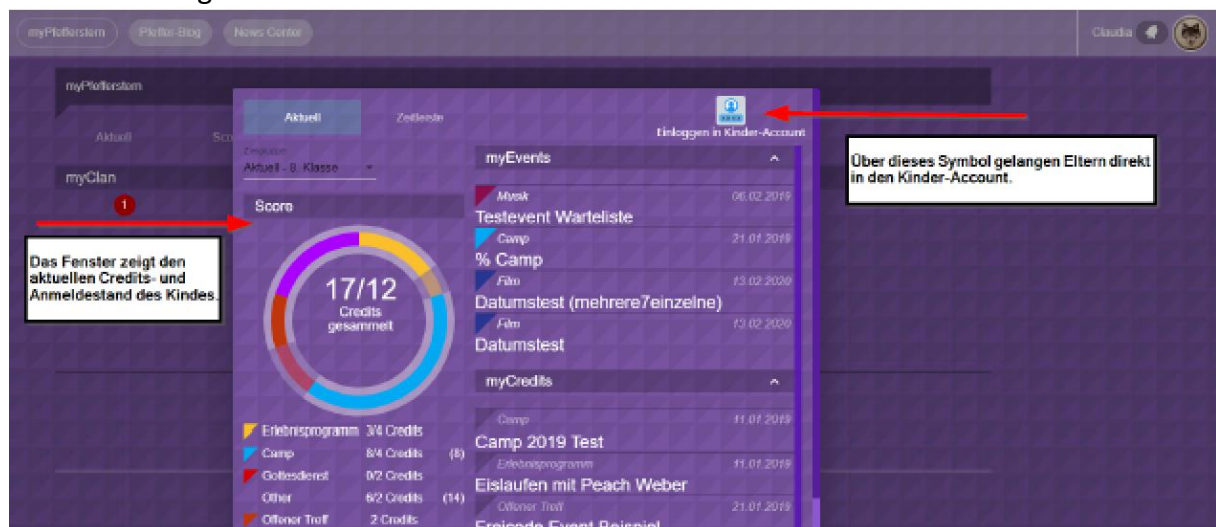 myPfefferstern
Pfeffer-Blog
News Center
Claudia
myPfefferstern
Aktuell
myClan
1
Das Fenster zeigt den
aktuellen Credits- und
Anmeldestand des Kindes.
Aktuell
Zeitleiste
Aktuell - 8. Klasse
Score
17/12
Credits
gesammelt
Erlebnisprogramm 3/4 Credits
Camp 8/4 Credits (8)
Gottesdienst 0/2 Credits
Other 6/2 Credits (14)
Offener Treff 2 Credits
Einloggen in Kinder-Account
myEvents
Musik 06.02.2019
Testevent Warteliste
Camp 21.01.2019
% Camp
Film 13.02.2020
Datumstest (mehrere7einzelne)
Film 13.02.2020
Datumstest
myCredits
Camp 11.01.2019
Camp 2019 Test
Erlebnisprogramm 11.01.2019
Eislaufen mit Peach Weber
Offener Treff 21.01.2019
Freicode Event Beispiel
Über dieses Symbol gelangen Eltern direkt
in den Kinder-Account.